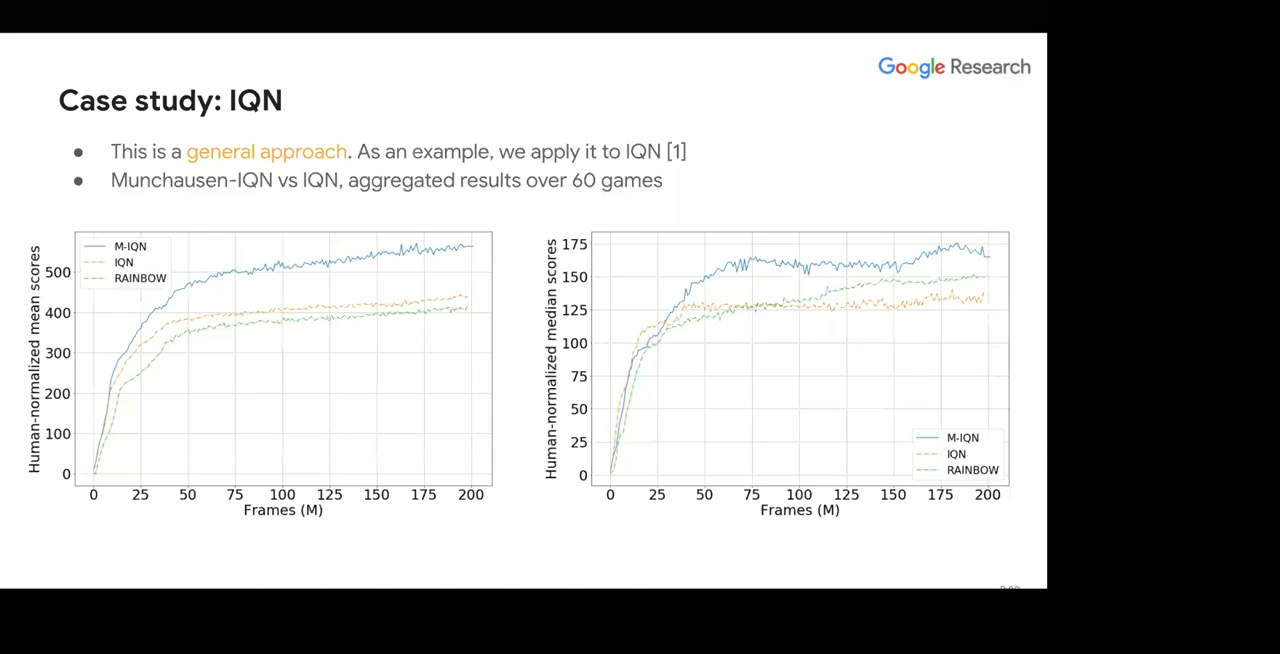 Google Research
Case study: IQN
● This is a general approach. As an example, we apply it to IQN [1]
● Munchausen-IQN vs IQN, aggregated results over 60 games
Human-normalized mean scores
500
400
300
200
100
0
M-IQN
IQN
RAINBOW
0 25 50 75 100 125 150 175 200
Frames (M)
Human-normalized median scores
175
150
125
100
75
50
25
0
M-IQN
IQN
RAINBOW
0 25 50 75 100 125 150 175 200
Frames (M)